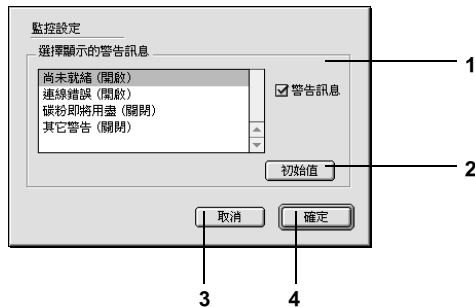 監控設定
選擇顯示的警告訊息
1
尚未就緒 (開啟)
連線錯誤 (開啟)
碳粉即將用盡 (關閉)
其它警告 (關閉)
警告訊息
初始值
2
取消
確定
3
4